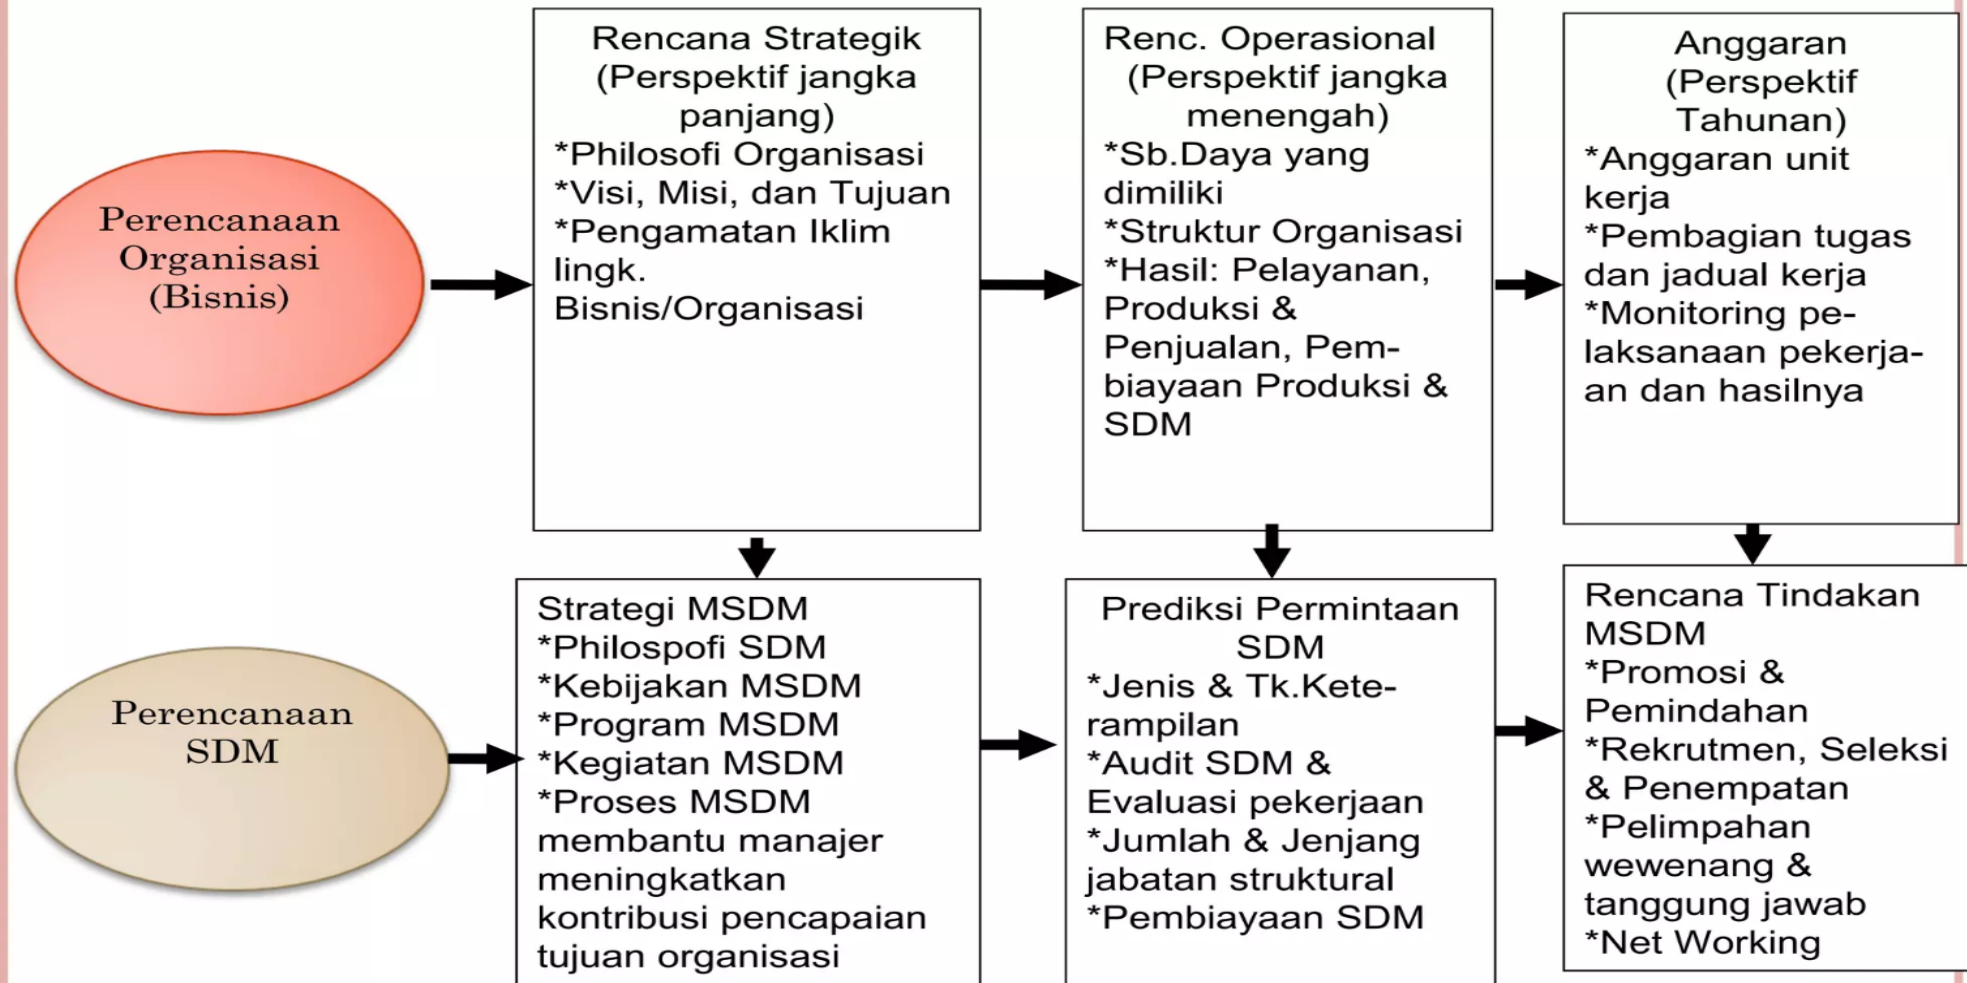 Perencanaan
Organisasi
(Bisnis)
Rencana Strategik
(Perspektif jangka
panjang)
*Philosofi Organisasi
*Visi, Misi, dan Tujuan
*Pengamatan Iklim
lingk.
Bisnis/Organisasi
Renc. Operasional
(Perspektif jangka
menengah)
*Sb.Daya yang
dimiliki
*Struktur Organisasi
*Hasil: Pelayanan,
Produksi &
Penjualan, Pem-
biayaan Produksi &
SDM
Anggaran
(Perspektif
Tahunan)
*Anggaran unit
kerja
*Pembagian tugas
dan jadual kerja
*Monitoring pe-
laksanaan pekerja-
an dan hasilnya
Perencanaan
SDM
Strategi MSDM
*Philospofi SDM
*Kebijakan MSDM
*Program MSDM
*Kegiatan MSDM
*Proses MSDM
membantu manajer
meningkatkan
kontribusi pencapaian
tujuan organisasi
Prediksi Permintaan
SDM
*Jenis & Tk.Kete-
rampilan
*Audit SDM &
Evaluasi pekerjaan
*Jumlah & Jenjang
jabatan struktural
*Pembiayaan SDM
Rencana Tindakan
MSDM
*Promosi &
Pemindahan
*Rekrutmen, Seleksi
& Penempatan
*Pelimpahan
wewenang &
tanggung jawab
*Net Working